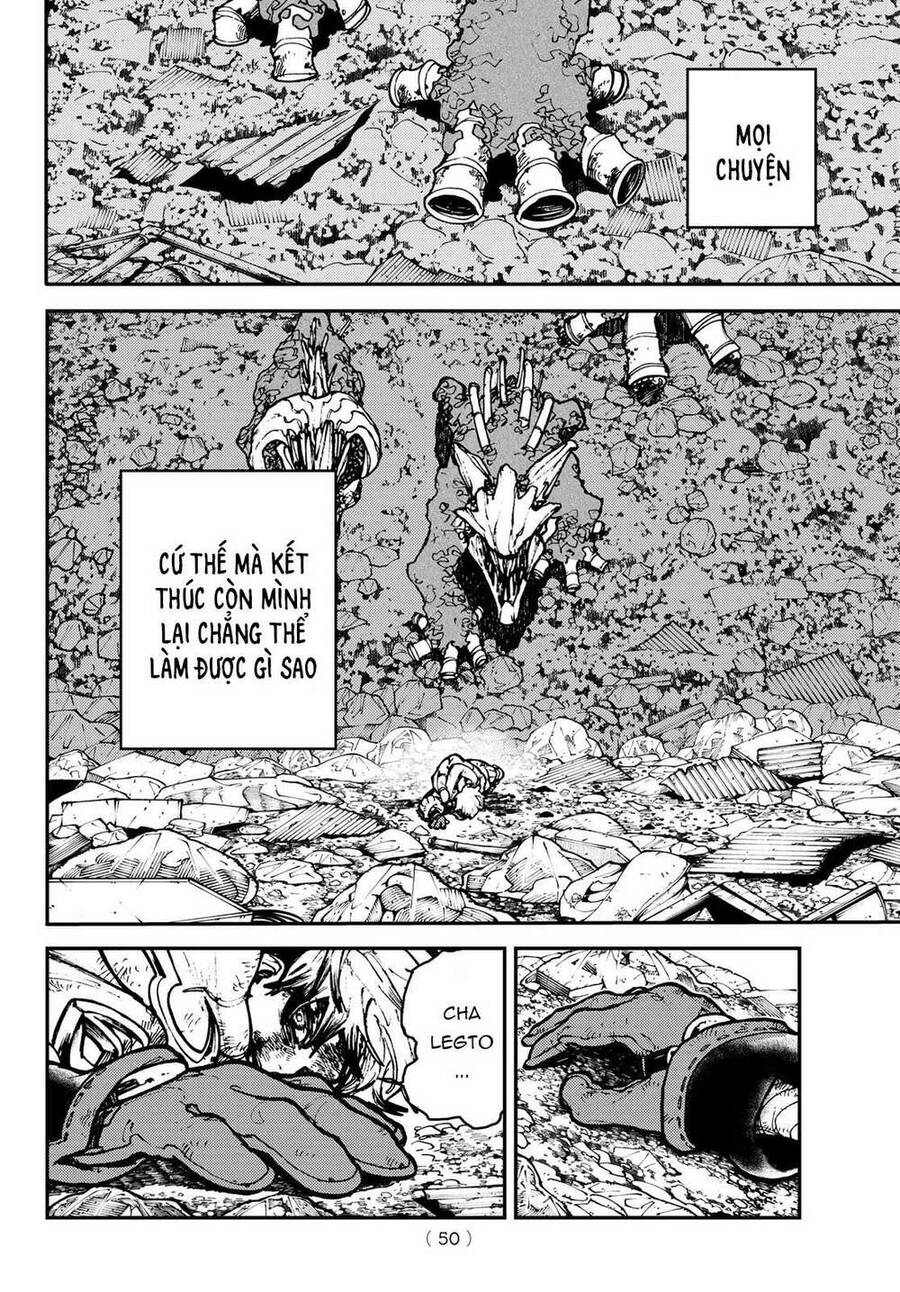 MỌI
CHUYỆN
CỨ THẾ MÀ KẾT
THÚC CÒN MÌNH
LẠI CHẲNG THỂ
LÀM ĐƯỢC GÌ SAO
CHA
LEGTO
...
( 50 )